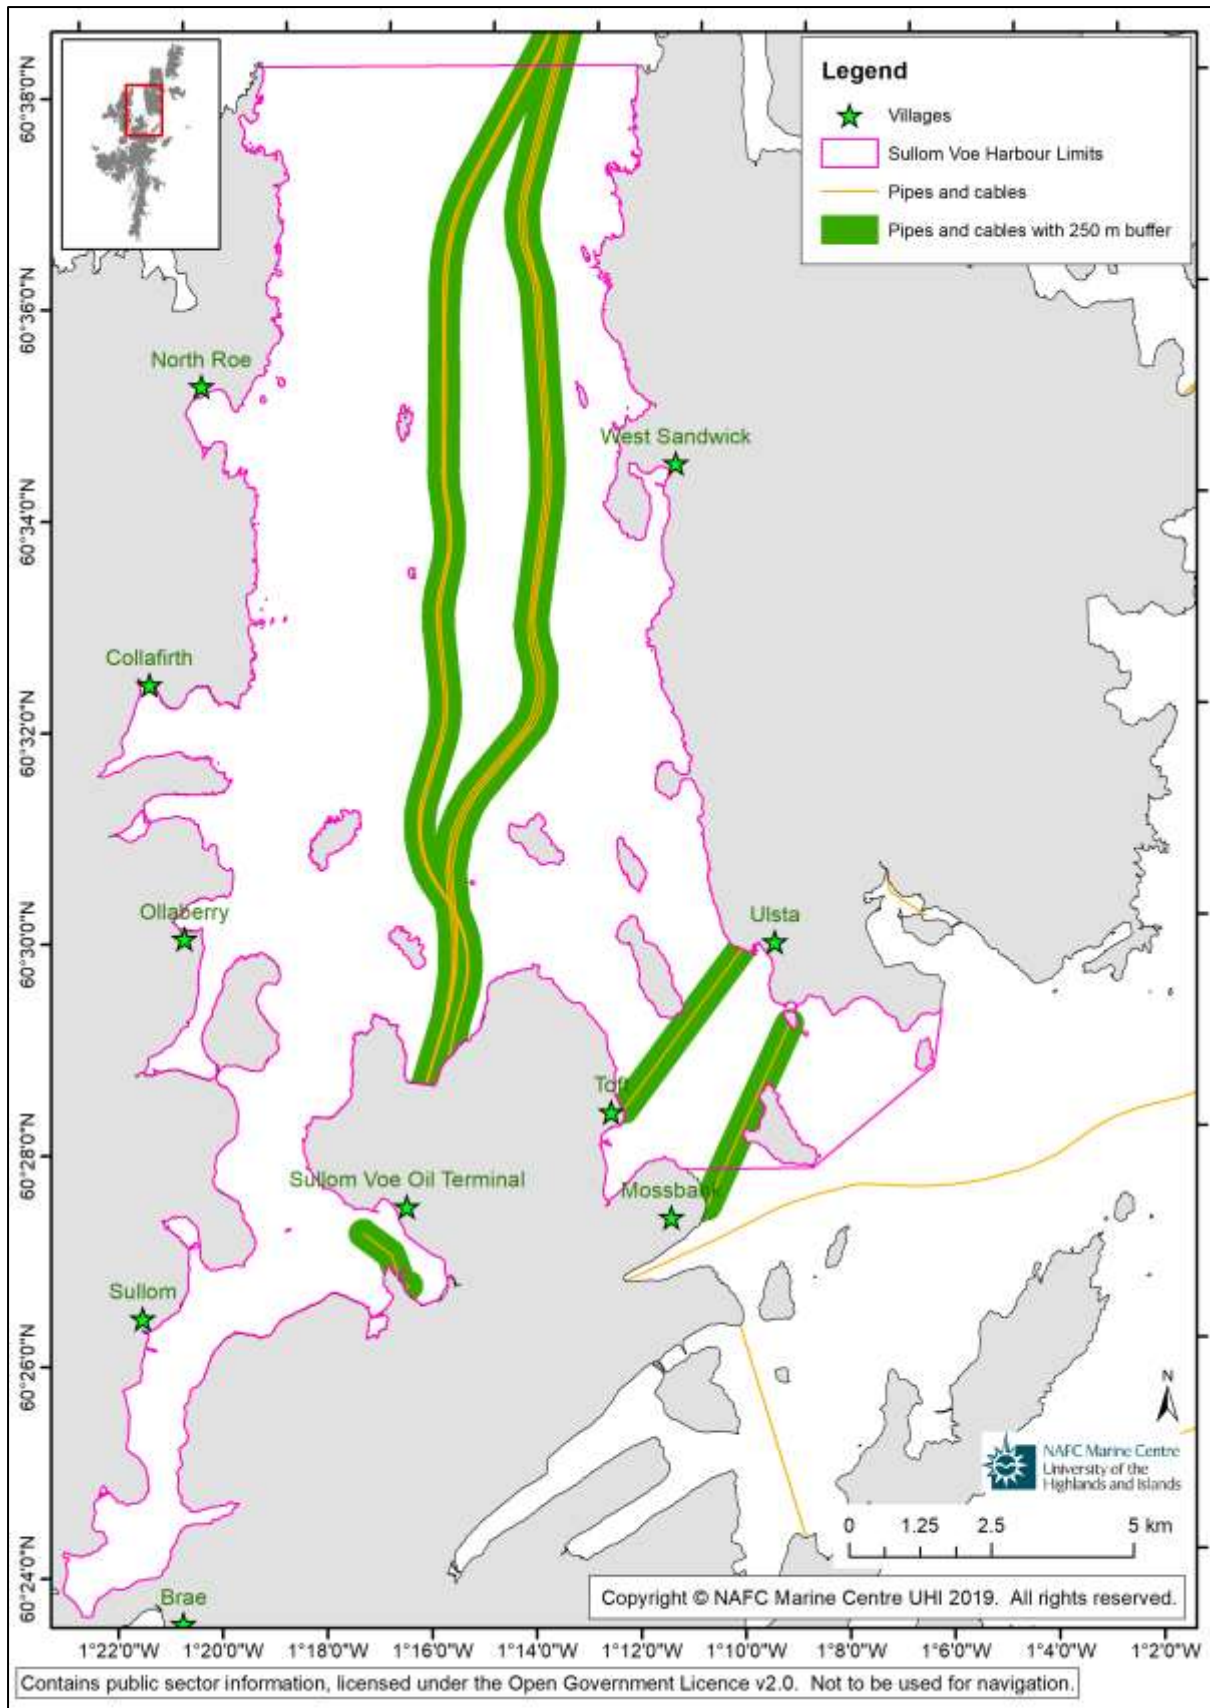 Legend
Villages
Sullom Voe Harbour Limits
Pipes and cables
Pipes and cables with 250 m buffer
60°38'0"N
60°36'0"N
60°34'0"N
60°32'0"N
60°30'0"N
60°28'0"N
60°26'0"N
60°24'0"N
North Roe
West Sandwick
Collafirth
Ollaberry
Ulsta
Toft
Sullom Voe Oil Terminal
Mossbank
Sullom
Brae
N
NAFC Marine Centre
University of the
Highlands and Islands
0 1.25 2.5 5 km
Copyright © NAFC Marine Centre UHI 2019. All rights reserved.
1°22'0"W 1°20'0"W 1°18'0"W 1°16'0"W 1°14'0"W 1°12'0"W 1°10'0"W 1°8'0"W 1°6'0"W 1°4'0"W 1°2'0"W
Contains public sector information, licensed under the Open Government Licence v2.0. Not to be used for navigation.